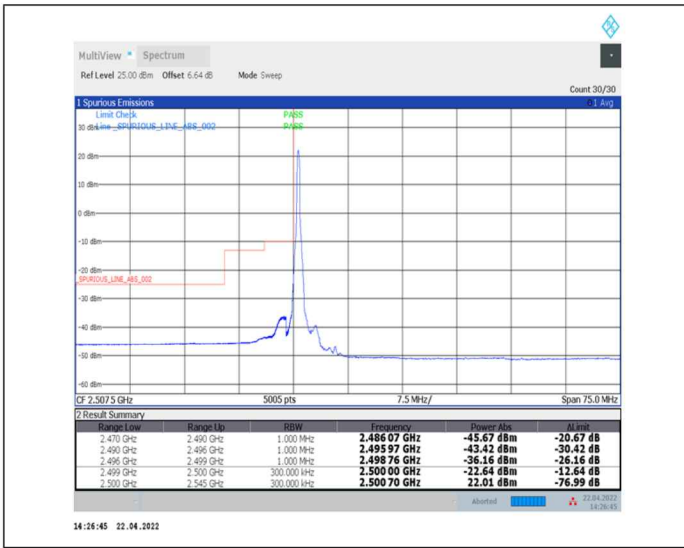 MultiView Spectrum
Ref Level 25.00 dBm Offset 6.64 dB Mode Sweep
Count 30/30
1 Spurious Emissions 1 Avg
Limit Check PASS
30 dBm Line _SPURIOUS_LINE_ABS_002 PASS
20 dBm
10 dBm
0 dBm
-10 dBm
-20 dBm
_SPURIOUS_LINE_ABS_002
-30 dBm
-40 dBm
-50 dBm
-60 dBm
CF 2.5075 GHz 5005 pts 7.5 MHz/ Span 75.0 MHz
2 Result Summary
Range Low Range Up RBW Frequency Power Abs ΔLimit
2.470 GHz 2.490 GHz 1.000 MHz 2.486 07 GHz -45.67 dBm -20.67 dB
2.490 GHz 2.496 GHz 1.000 MHz 2.495 97 GHz -43.42 dBm -30.42 dB
2.496 GHz 2.499 GHz 1.000 MHz 2.498 76 GHz -36.16 dBm -26.16 dB
2.499 GHz 2.500 GHz 300.000 kHz 2.500 00 GHz -22.64 dBm -12.64 dB
2.500 GHz 2.545 GHz 300.000 kHz 2.500 70 GHz 22.01 dBm -76.99 dB
Aborted 22.04.2022
14:26:45
14:26:45 22.04.2022